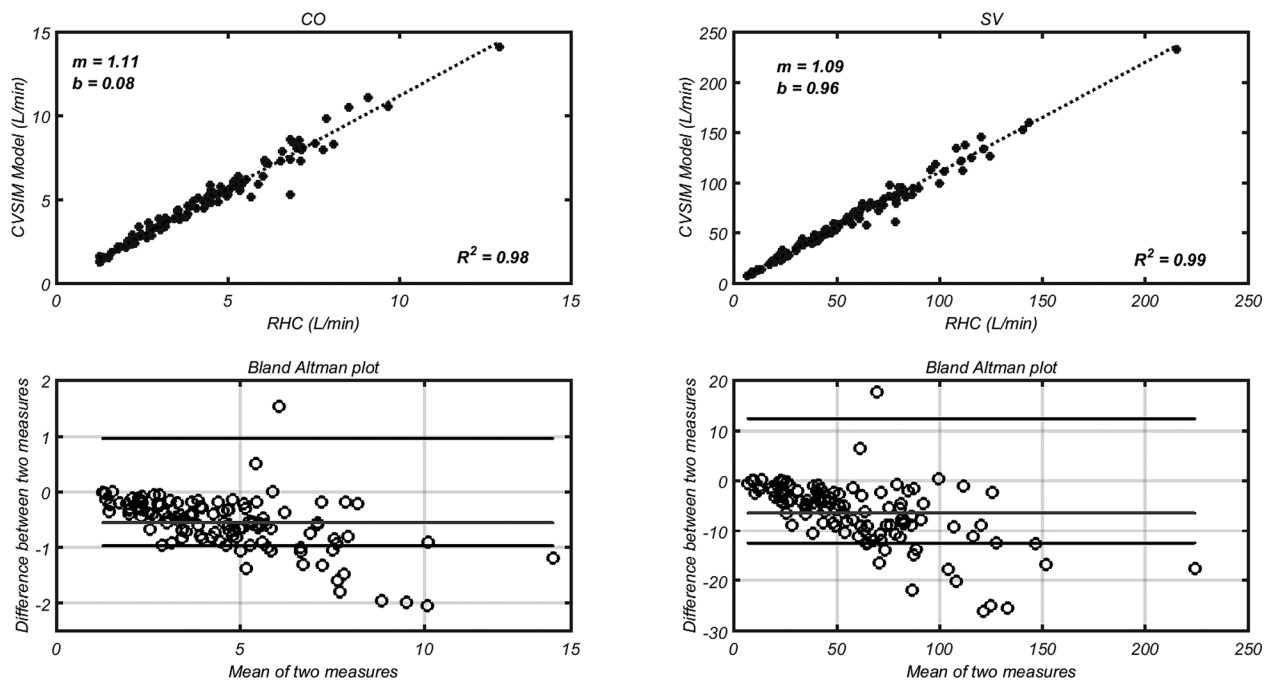 CO
15
10
5
0
CVSIM Model (L/min)
m = 1.11
b = 0.08
R2 = 0.98
0 5 10 15
RHC (L/min)
SV
250
200
150
100
50
0
CVSIM Model (L/min)
m = 1.09
b = 0.96
R2 = 0.99
0 50 100 150 200 250
RHC (L/min)
Bland Altman plot
2
1
0
-1
-2
Difference between two measures
0 5 10 15
Mean of two measures
Bland Altman plot
20
10
0
-10
-20
-30
Difference between two measures
0 50 100 150 200 250
Mean of two measures